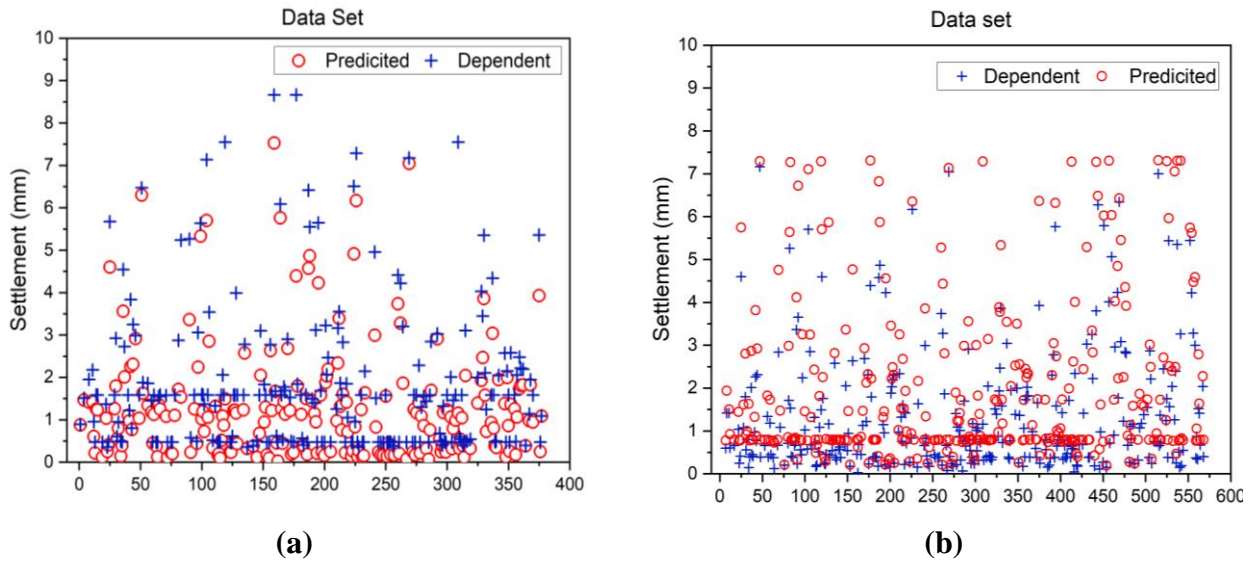 Data Set
Predicited Dependent
10
9
8
7
6
5
4
3
2
1
0
Settlement (mm)
0 50 100 150 200 250 300 350 400
(a)
Data set
Dependent Predicited
10
9
8
7
6
5
4
3
2
1
0
Settlement (mm)
50 100 150 200 250 300 350 400 450 500 550 600
(b)